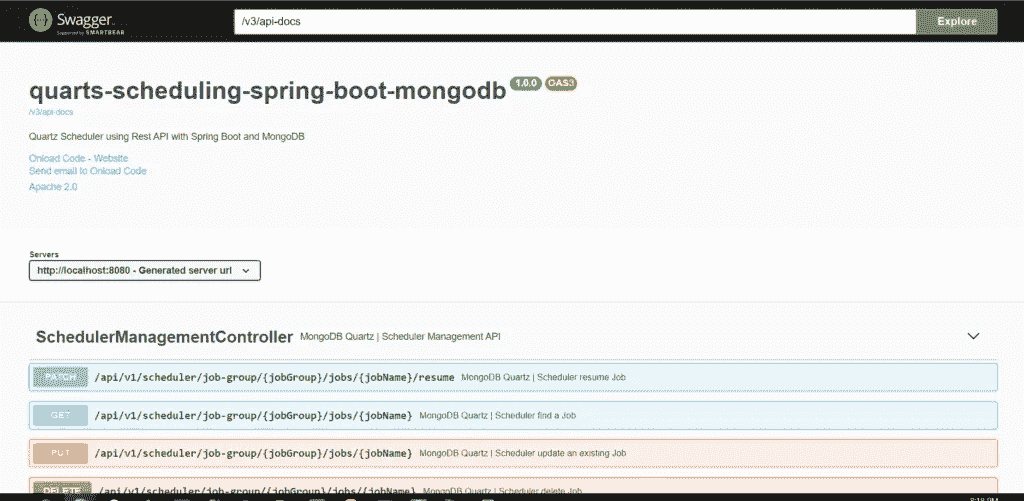 Swagger
Supported by SMARTBEAR
/v3/api-docs
Explore
quarts-scheduling-spring-boot-mongodb 1.0.0 OAS3
/v3/api-docs
Quartz Scheduler using Rest API with Spring Boot and MongoDB
Onload Code - Website
Send email to Onload Code
Apache 2.0
Servers
http://localhost:8080 - Generated server url
SchedulerManagementController MongoDB Quartz | Scheduler Management API
PATCH /api/v1/scheduler/job-group/{jobGroup}/jobs/{jobName}/resume MongoDB Quartz | Scheduler resume Job
GET /api/v1/scheduler/job-group/{jobGroup}/jobs/{jobName} MongoDB Quartz | Scheduler find a Job
PUT /api/v1/scheduler/job-group/{jobGroup}/jobs/{jobName} MongoDB Quartz | Scheduler update an existing Job
DELETE /api/v1/scheduler/job-group/{jobGroup}/jobs/{jobName} MongoDB Quartz | Scheduler delete Job